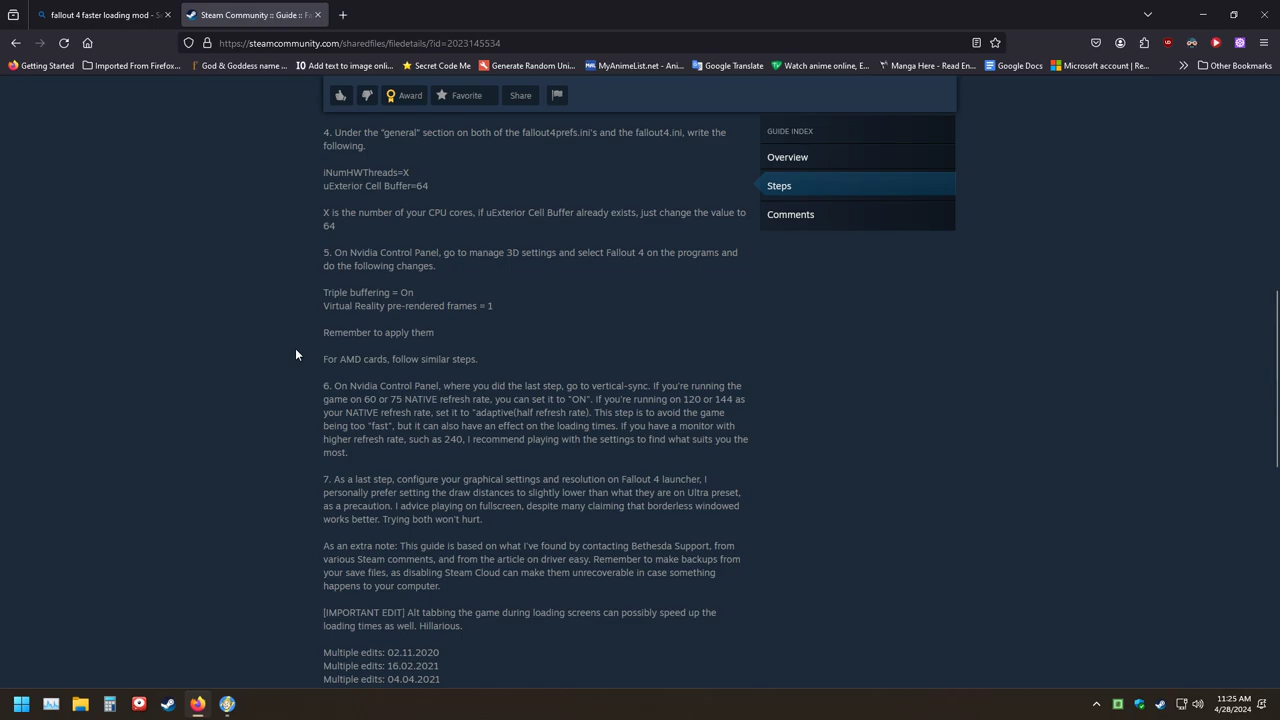 fallout 4 faster loading mod - S
Steam Community :: Guide :: Fa
https://steamcommunity.com/sharedfiles/filedetails/?id=2023145534
Getting Started
Imported From Firefox...
God & Goddess name ...
Add text to online imag...
Secret Code Me
Generate Random Uni...
MyAnimeList.net - Ani...
Google Translate
Watch anime online, E...
Manga Here - Read En...
Google Docs
Microsoft account | Re...
Other Bookmarks
Award
Favorite
Share
4. Under the "general" section on both of the fallout4prefs.ini's and the fallout4.ini, write the
following.
iNumHWThreads=X
uExterior Cell Buffer=64
X is the number of your CPU cores, if uExterior Cell Buffer already exists, just change the value to
64
5. On Nvidia Control Panel, go to manage 3D settings and select Fallout 4 on the programs and
do the following changes.
Triple buffering = On
Virtual Reality pre-rendered frames = 1
Remember to apply them
For AMD cards, follow similar steps.
6. On Nvidia Control Panel, where you did the last step, go to vertical-sync. If you're running the
game on 60 or 75 NATIVE refresh rate, you can set it to "ON". If you're running on 120 or 144 as
your NATIVE refresh rate, set it to "adaptive(half refresh rate). This step is to avoid the game
being too "fast", but it can also have an effect on the loading times. If you have a monitor with
higher refresh rate, such as 240, I recommend playing with the settings to find what suits you the
most.
7. As a last step, configure your graphical settings and resolution on Fallout 4 launcher, I
personally prefer setting the draw distances to slightly lower than what they are on Ultra preset,
as a precaution. I advice playing on fullscreen, despite many claiming that borderless windowed
works better. Trying both won't hurt.
As an extra note: This guide is based on what I've found by contacting Bethesda Support, from
various Steam comments, and from the article on driver easy. Remember to make backups from
your save files, as disabling Steam Cloud can make them unrecoverable in case something
happens to your computer.
[IMPORTANT EDIT] Alt tabbing the game during loading screens can possibly speed up the
loading times as well. Hillarious.
Multiple edits: 02.11.2020
Multiple edits: 16.02.2021
Multiple edits: 04.04.2021
GUIDE INDEX
Overview
Steps
Comments
11:25 AM
4/28/2024